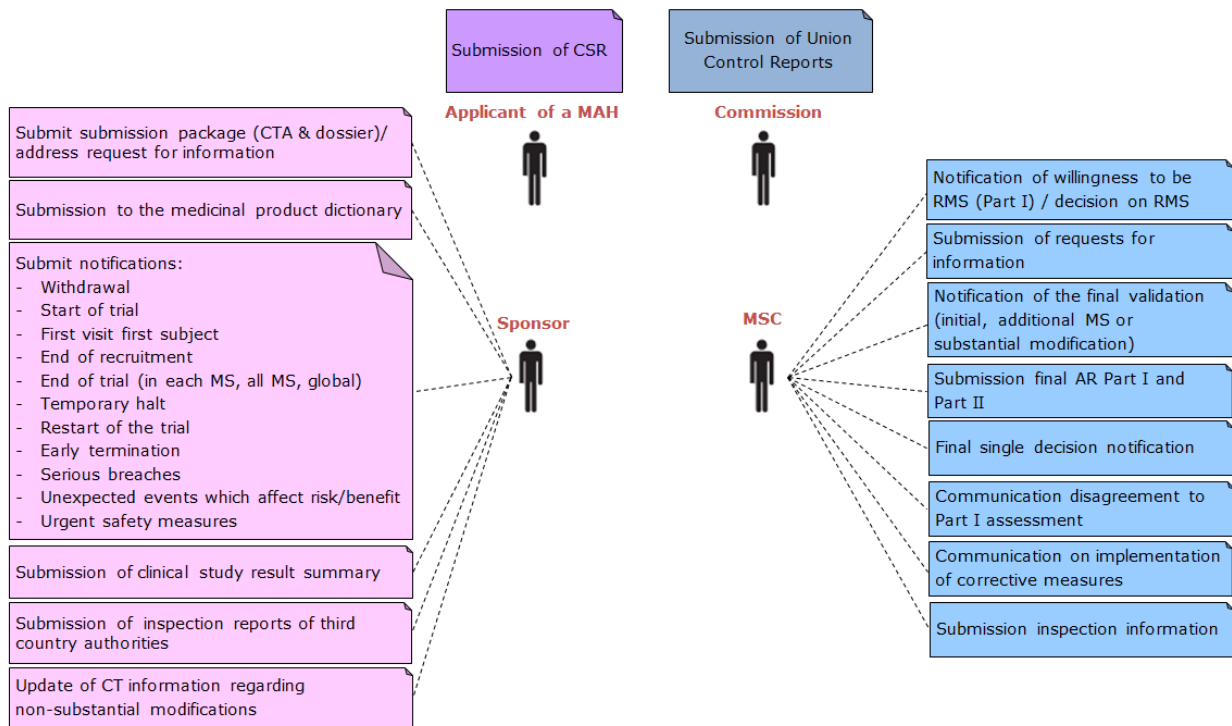 Submission of CSR
Submission of Union
Control Reports
Applicant of a MAH
Commission
Submit submission package (CTA & dossier)/
address request for information
Submission to the medicinal product dictionary
Submit notifications:
- Withdrawal
- Start of trial
- First visit first subject
- End of recruitment
- End of trial (in each MS, all MS, global)
- Temporary halt
- Restart of the trial
- Early termination
- Serious breaches
- Unexpected events which affect risk/benefit
- Urgent safety measures
Submission of clinical study result summary
Submission of inspection reports of third
country authorities
Update of CT information regarding
non-substantial modifications
Sponsor
MSC
Notification of willingness to be
RMS (Part I) / decision on RMS
Submission of requests for
information
Notification of the final validation
(initial, additional MS or
substantial modification)
Submission final AR Part I and
Part II
Final single decision notification
Communication disagreement to
Part I assessment
Communication on implementation
of corrective measures
Submission inspection information